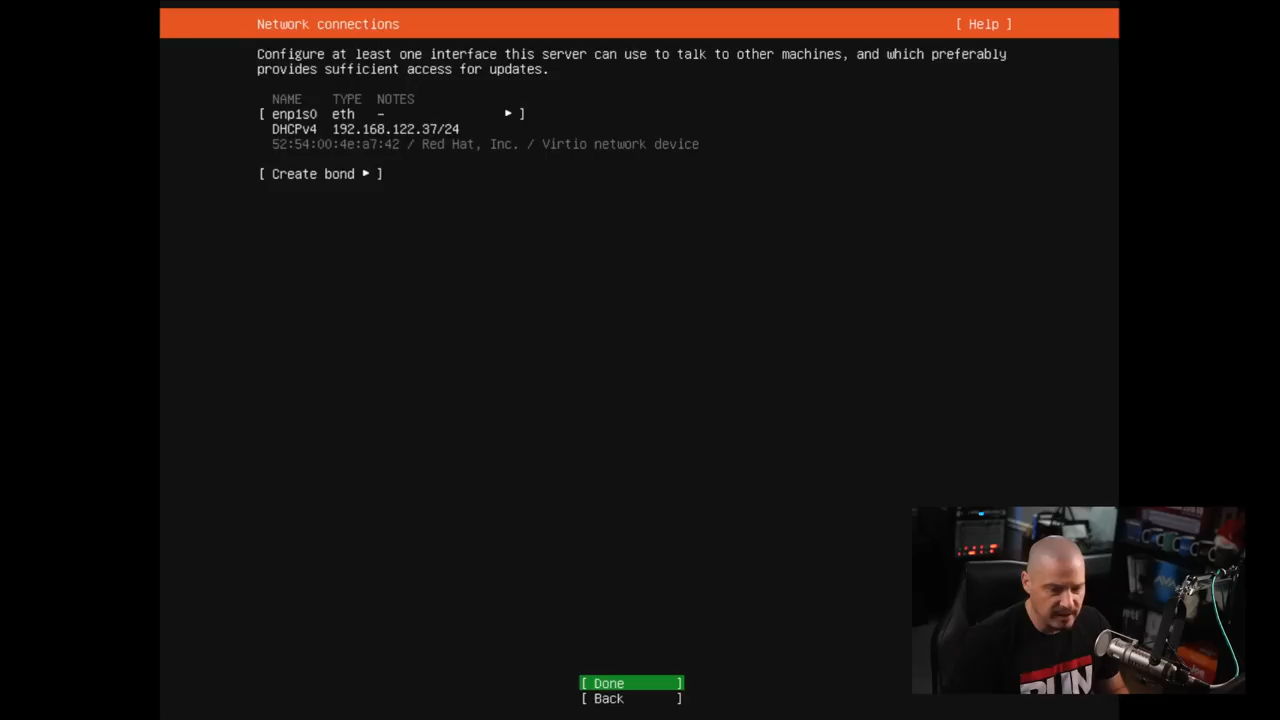 Network connections [ Help ]
Configure at least one interface this server can use to talk to other machines, and which preferably
provides sufficient access for updates.
NAME TYPE NOTES
[ enp1s0 eth - ▸ ]
DHCPv4 192.168.122.37/24
52:54:00:4e:a7:42 / Red Hat, Inc. / Virtio network device
[ Create bond ▸ ]
[ Done ]
[ Back ]
RUN